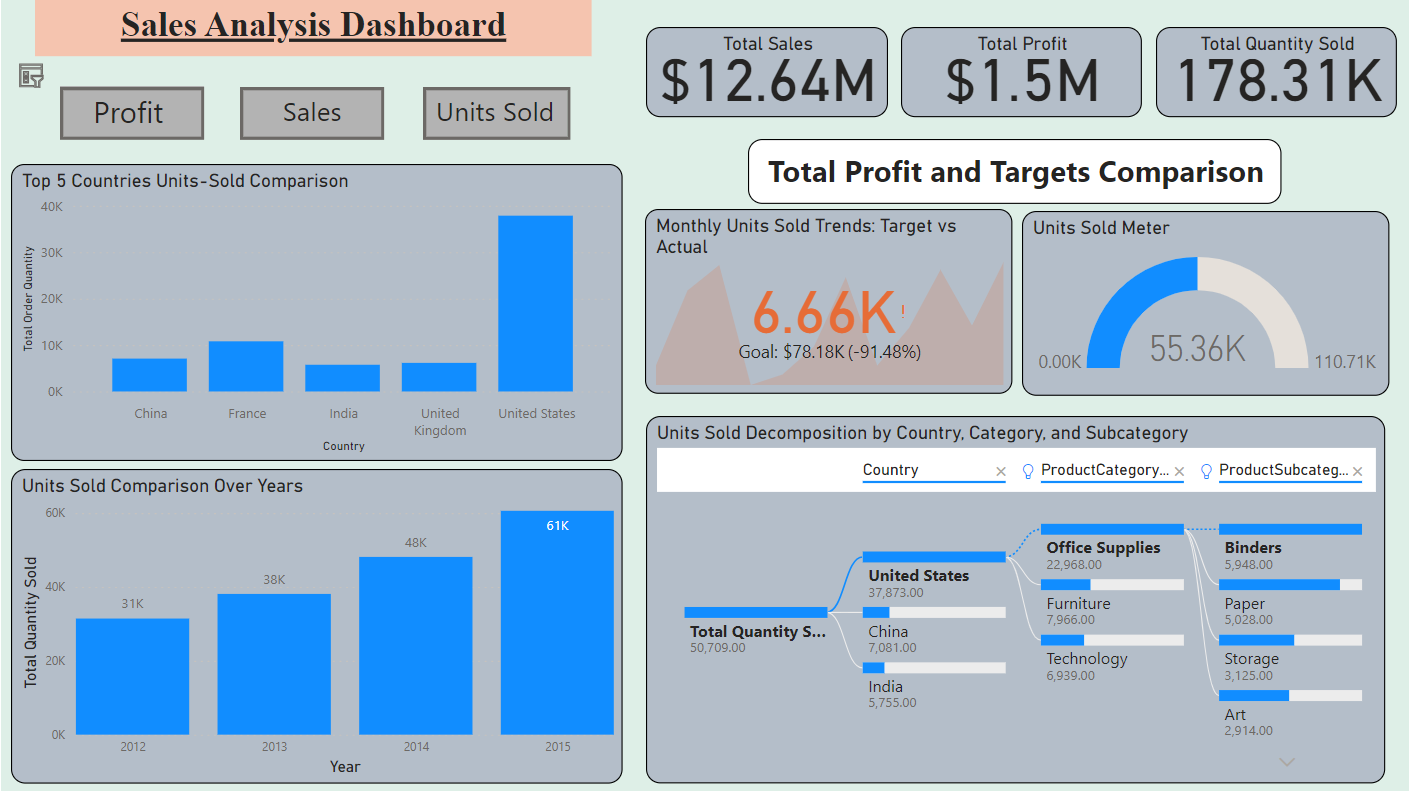 Sales Analysis Dashboard
Profit
Sales
Units Sold
Total Sales
$12.64M
Total Profit
$1.5M
Total Quantity Sold
178.31K
Total Profit and Targets Comparison
Top 5 Countries Units-Sold Comparison
Total Order Quantity
40K
30K
20K
10K
0K
China
France
India
United
Kingdom
United States
Country
Units Sold Comparison Over Years
Total Quantity Sold
60K
40K
20K
0K
31K
38K
48K
61K
2012
2013
2014
2015
Year
Monthly Units Sold Trends: Target vs
Actual
6.66K!
Goal: $78.18K (-91.48%)
Units Sold Meter
55.36K
0.00K
110.71K
Units Sold Decomposition by Country, Category, and Subcategory
Country
ProductCategory...
ProductSubcateg...
Total Quantity S...
50,709.00
United States
37,873.00
China
7,081.00
India
5,755.00
Office Supplies
22,968.00
Furniture
7,966.00
Technology
6,939.00
Binders
5,948.00
Paper
5,028.00
Storage
3,125.00
Art
2,914.00